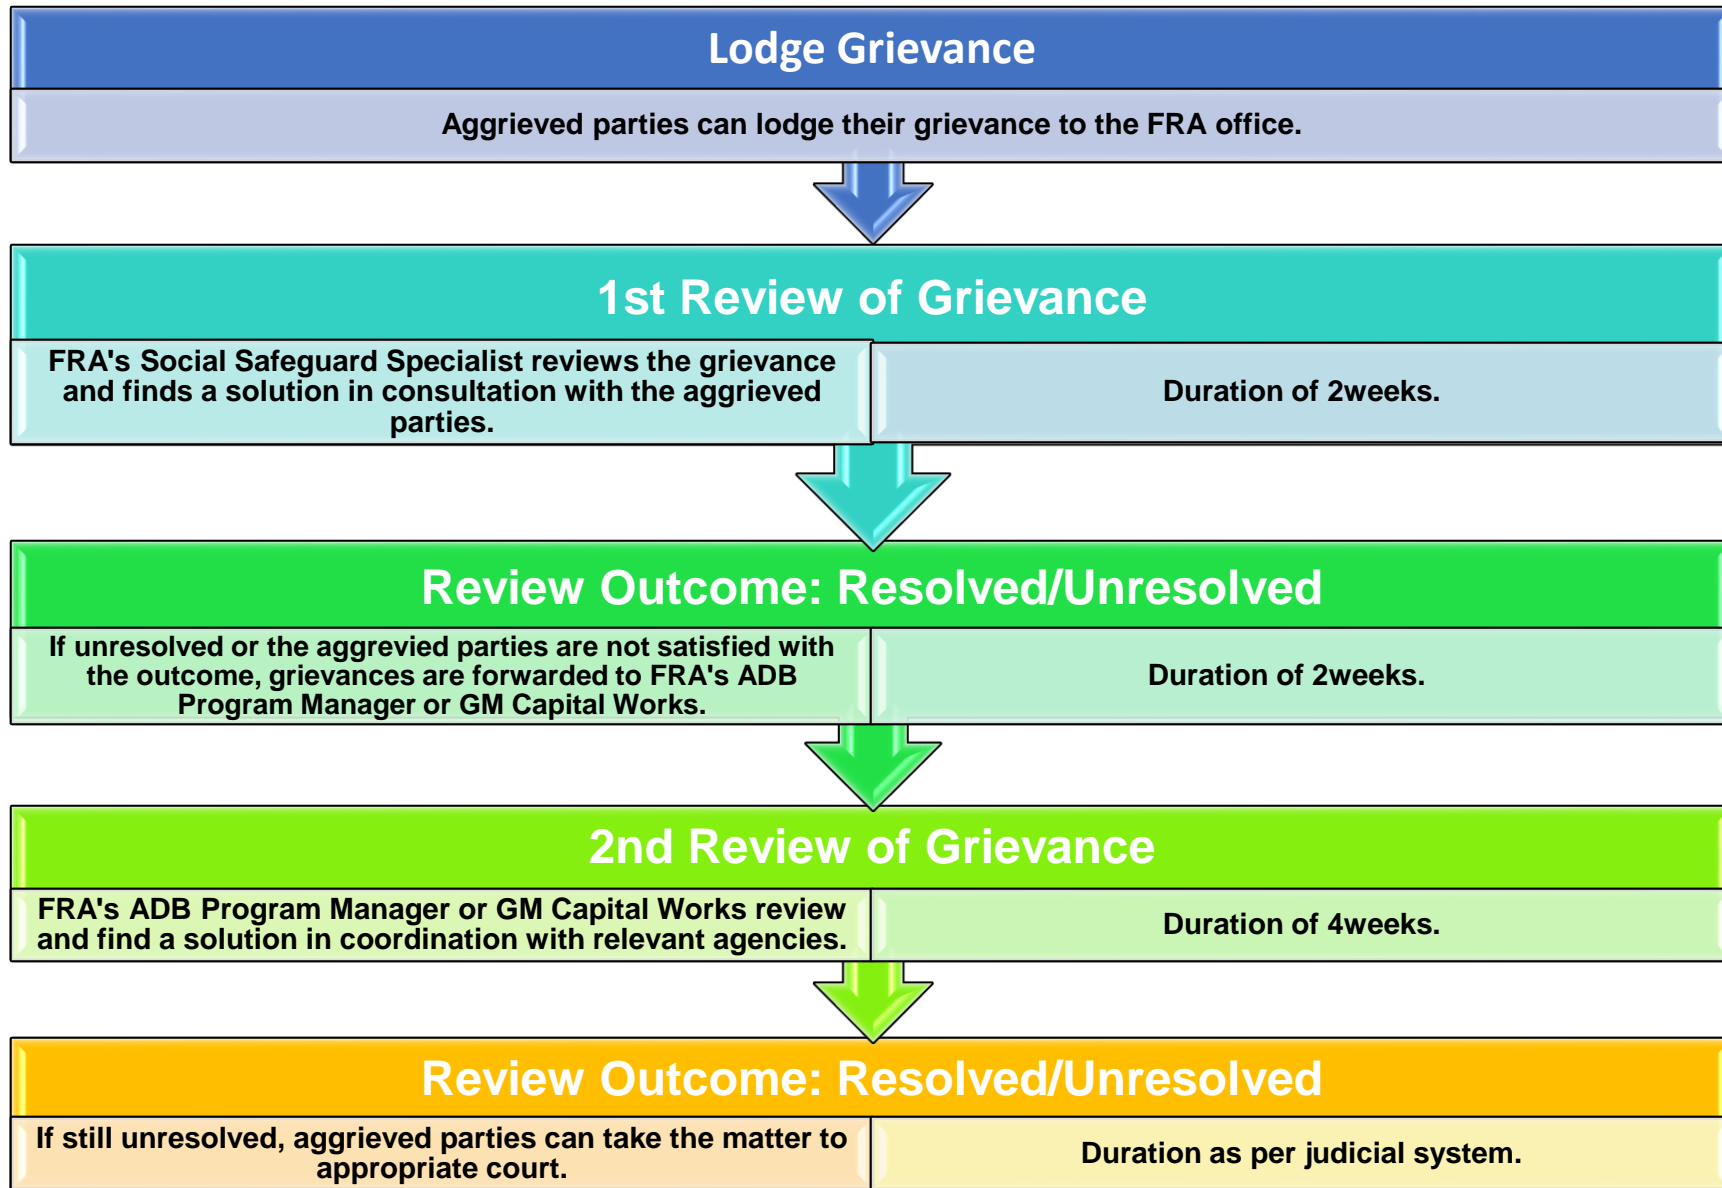 Lodge Grievance
Aggrieved parties can lodge their grievance to the FRA office.
1st Review of Grievance
FRA's Social Safeguard Specialist reviews the grievance
and finds a solution in consultation with the aggrieved
parties.
Duration of 2weeks.
Review Outcome: Resolved/Unresolved
If unresolved or the aggrevied parties are not satisfied with
the outcome, grievances are forwarded to FRA's ADB
Program Manager or GM Capital Works.
Duration of 2weeks.
2nd Review of Grievance
FRA's ADB Program Manager or GM Capital Works review
and find a solution in coordination with relevant agencies.
Duration of 4weeks.
Review Outcome: Resolved/Unresolved
If still unresolved, aggrieved parties can take the matter to
appropriate court.
Duration as per judicial system.